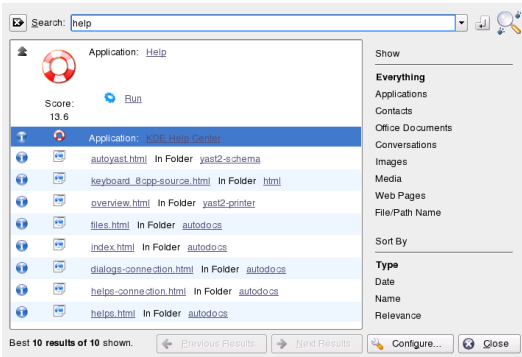 Search: help
Application: Help
Run
Score:
13.6
Application: KDE Help Center
autoyast.html In Folder yast2-schema
keyboard_8cpp-source.html In Folder html
overview.html In Folder yast2-printer
files.html In Folder autodocs
index.html In Folder autodocs
dialogs-connection.html In Folder autodocs
helps-connection.html In Folder autodocs
helps.html In Folder autodocs
Show
Everything
Applications
Contacts
Office Documents
Conversations
Images
Media
Web Pages
File/Path Name
Sort By
Type
Date
Name
Relevance
Best 10 results of 10 shown.
Previous Results
Next Results
Configure...
Close